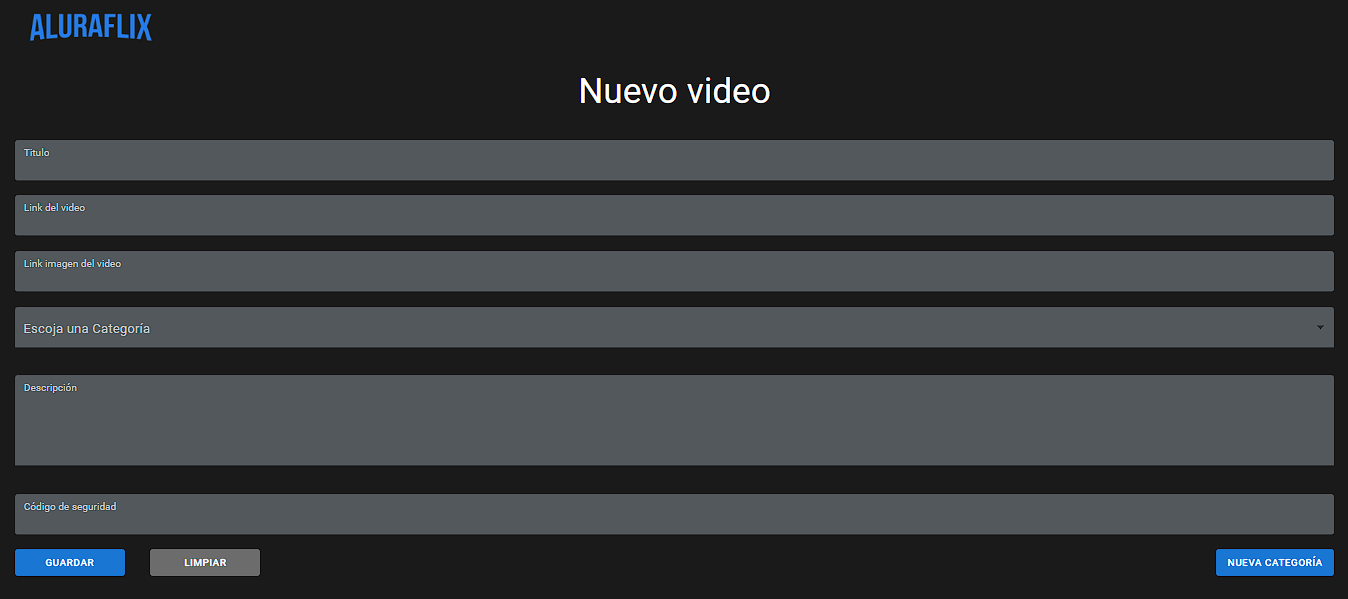 ALURAFLIX
Nuevo video
Titulo
Link del video
Link imagen del video
Escoja una Categoría
Descripción
Código de seguridad
GUARDAR LIMPIAR NUEVA CATEGORÍA